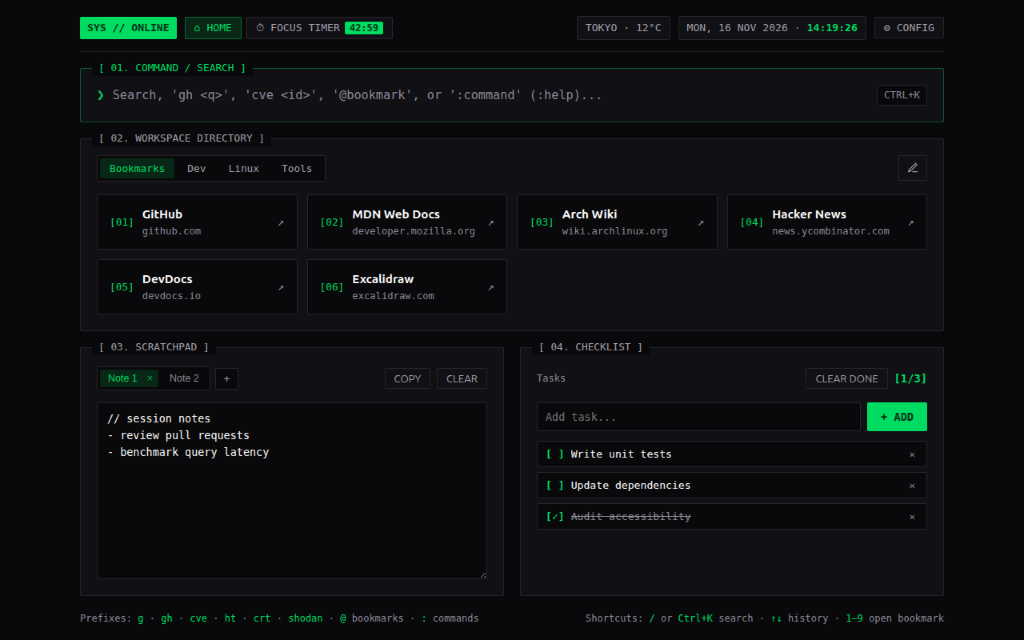 SYS // ONLINE ⌂ HOME ⏱ FOCUS TIMER 42:59 TOKYO · 12°C MON, 16 NOV 2026 · 14:19:26 ⚙ CONFIG
[ 01. COMMAND / SEARCH ]
❯ Search, 'gh <q>', 'cve <id>', '@bookmark', or ':command' (:help)... CTRL+K
[ 02. WORKSPACE DIRECTORY ]
Bookmarks Dev Linux Tools
[01] GitHub ↗
github.com
[02] MDN Web Docs ↗
developer.mozilla.org
[03] Arch Wiki ↗
wiki.archlinux.org
[04] Hacker News ↗
news.ycombinator.com
[05] DevDocs ↗
devdocs.io
[06] Excalidraw ↗
excalidraw.com
[ 03. SCRATCHPAD ]
Note 1 × Note 2 + COPY CLEAR
// session notes
- review pull requests
- benchmark query latency
[ 04. CHECKLIST ]
Tasks CLEAR DONE [1/3]
Add task... + ADD
[ ] Write unit tests ×
[ ] Update dependencies ×
[✓] Audit accessibility ×
Prefixes: g · gh · cve · ht · crt · shodan · @ bookmarks · : commands
Shortcuts: / or Ctrl+K search · ↑↓ history · 1–9 open bookmark